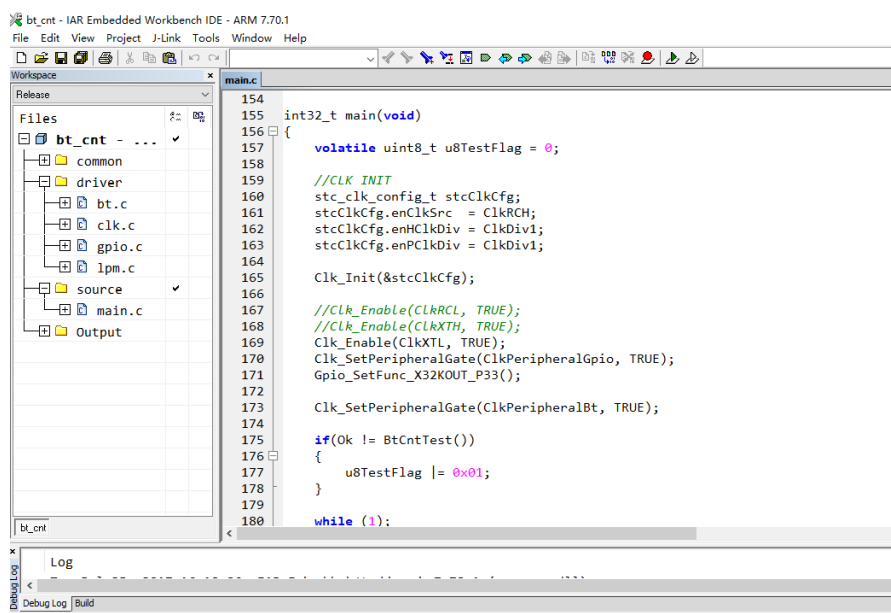 bt_cnt - IAR Embedded Workbench IDE - ARM 7.70.1
File Edit View Project J-Link Tools Window Help
Workspace
Release
Files
bt_cnt - ...
common
driver
bt.c
clk.c
gpio.c
lpm.c
source
main.c
Output
bt_cnt
main.c
154
155 int32_t main(void)
156 {
157 volatile uint8_t u8TestFlag = 0;
158
159 //CLK INIT
160 stc_clk_config_t stcClkCfg;
161 stcClkCfg.enClkSrc = ClkRCH;
162 stcClkCfg.enHClkDiv = ClkDiv1;
163 stcClkCfg.enPClkDiv = ClkDiv1;
164
165 Clk_Init(&stcClkCfg);
166
167 //Clk_Enable(ClkRCL, TRUE);
168 //Clk_Enable(ClkXTH, TRUE);
169 Clk_Enable(ClkXTL, TRUE);
170 Clk_SetPeripheralGate(ClkPeripheralGpio, TRUE);
171 Gpio_SetFunc_X32KOUT_P33();
172
173 Clk_SetPeripheralGate(ClkPeripheralBt, TRUE);
174
175 if(Ok != BtCntTest())
176 {
177 u8TestFlag |= 0x01;
178 }
179
180 while (1);
Log
Debug Log
Debug Log Build